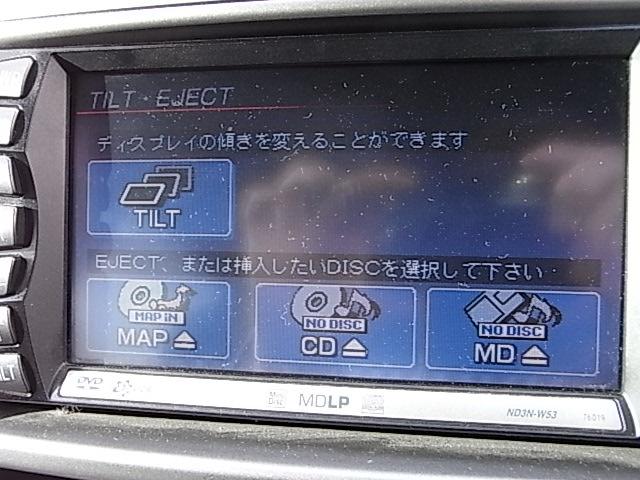 TILT・EJECT
ディスプレイの傾きを変えることができます
TILT
EJECT、または挿入したいDISCを選択して下さい
MAP IN
NO DISC
NO DISC
MAP
CD
MD
DVD
MDLP
ND3N-W53
76019